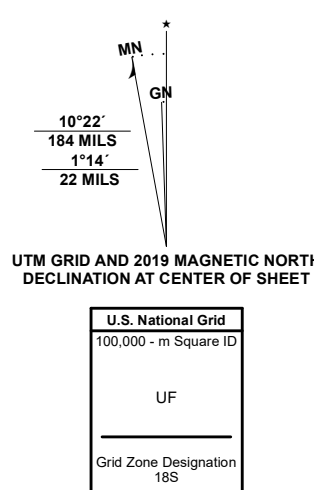 ★
MN
GN
10°22´
184 MILS
1°14´
22 MILS
UTM GRID AND 2019 MAGNETIC NORTH
DECLINATION AT CENTER OF SHEET
U.S. National Grid
100,000 - m Square ID
UF
Grid Zone Designation
18S